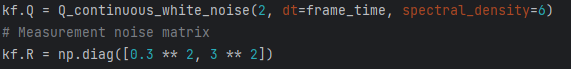 kf.Q = Q_continuous_white_noise(2, dt=frame_time, spectral_density=6)
# Measurement noise matrix
kf.R = np.diag([0.3 ** 2, 3 ** 2])